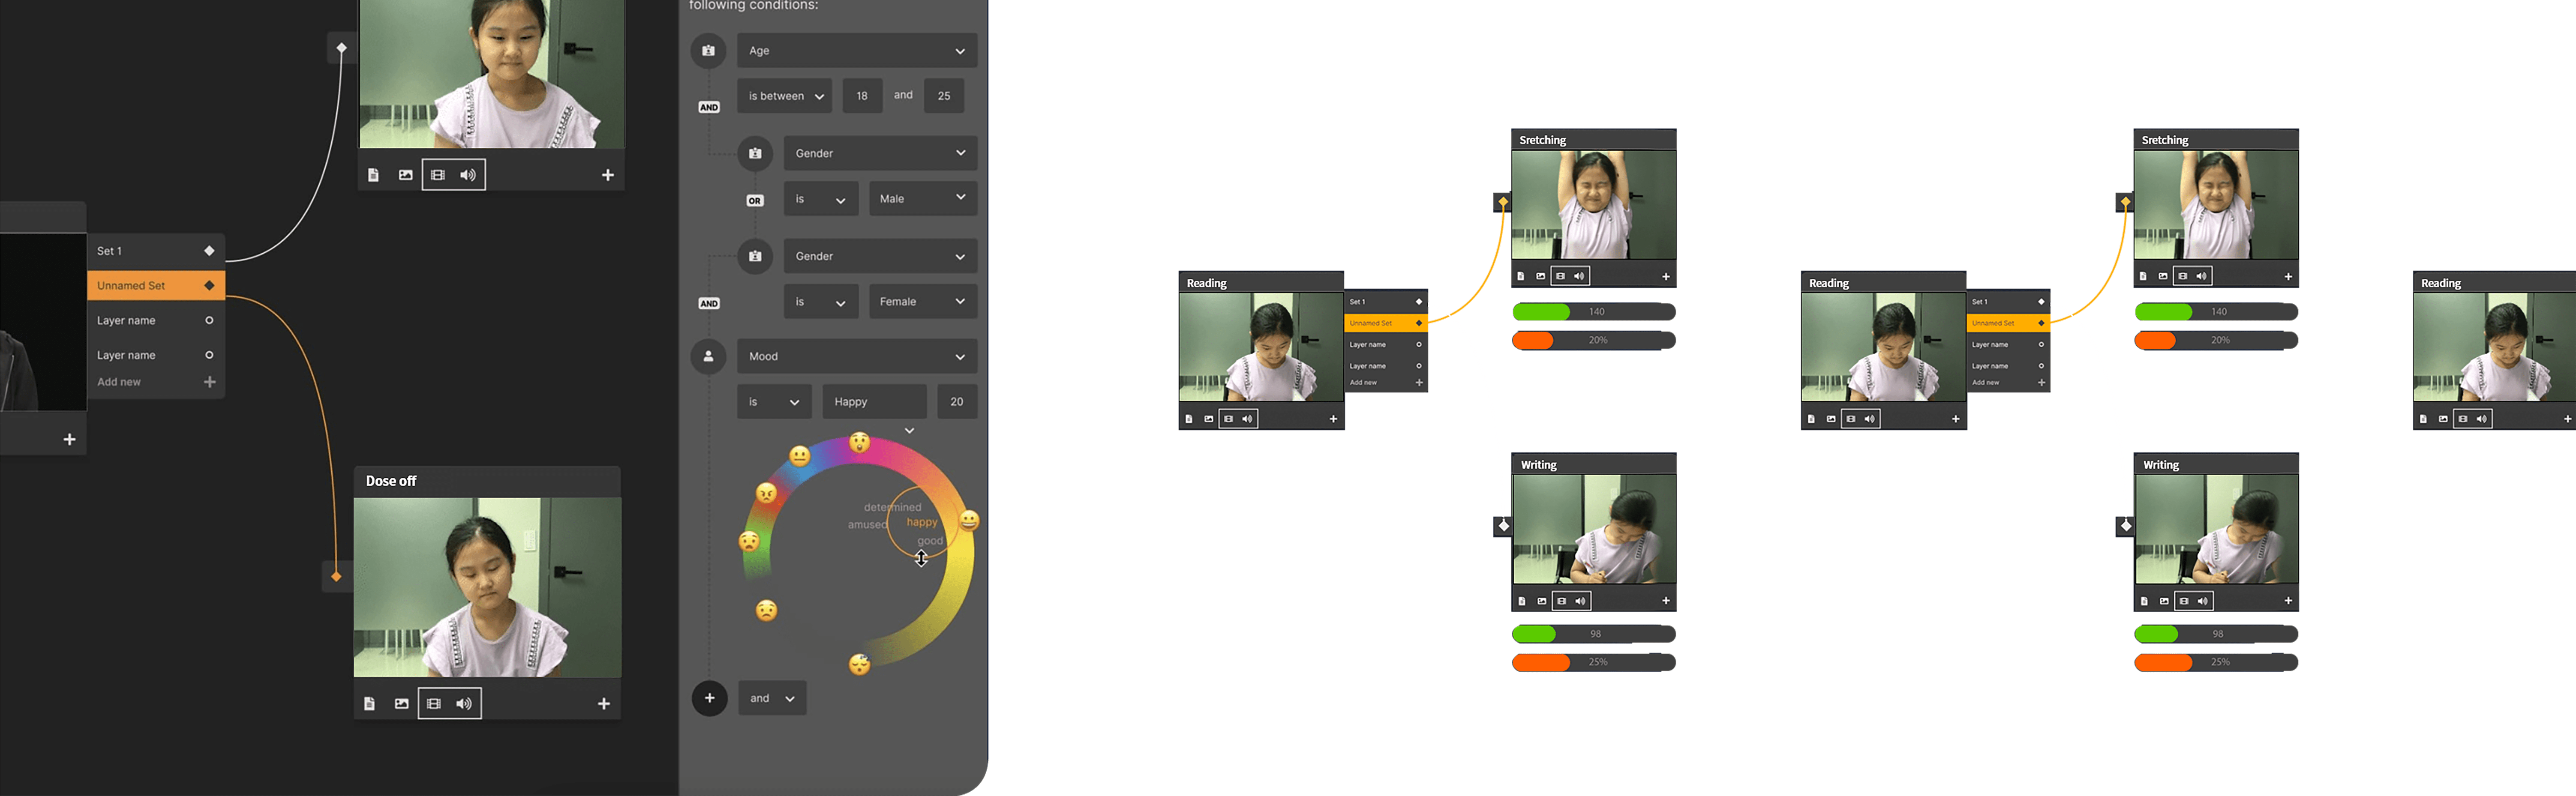 following conditions:
Age
is between
18
and
25
AND
Gender
is
Male
OR
Gender
is
Female
AND
Mood
is
Happy
20
determined
amused
happy
good
and
Set 1
Unnamed Set
Layer name
Layer name
Add new
Dose off
Reading
Set 1
Unnamed Set
Layer name
Layer name
Add new
Sretching
140
20%
Writing
98
25%
Reading
Set 1
Unnamed Set
Layer name
Layer name
Add new
Sretching
140
20%
Writing
98
25%
Reading